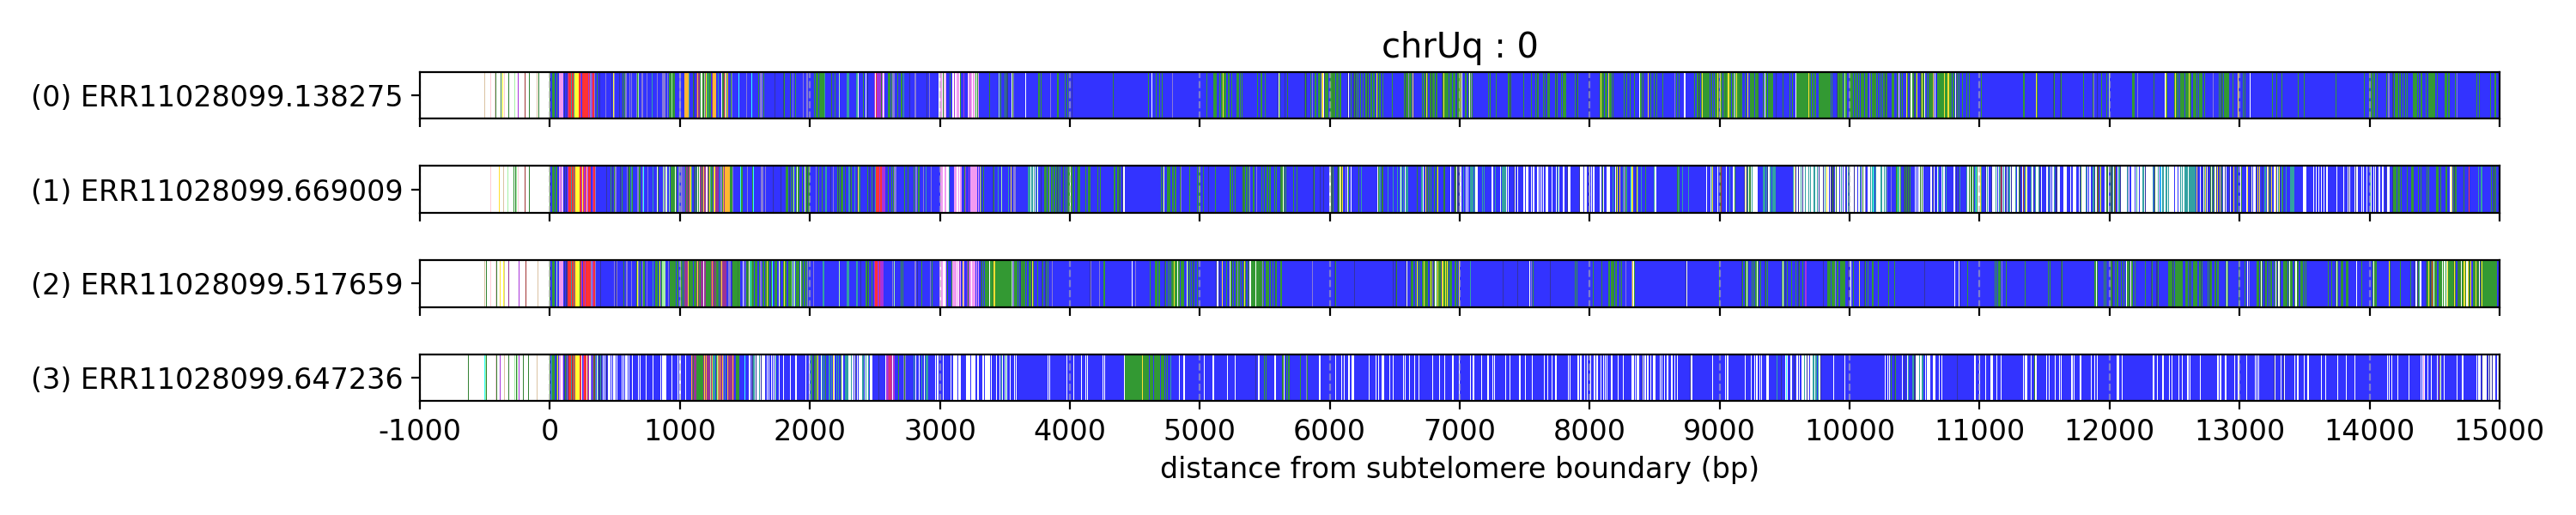 chrUq : 0
(0) ERR11028099.138275
(1) ERR11028099.669009
(2) ERR11028099.517659
(3) ERR11028099.647236
-1000 0 1000 2000 3000 4000 5000 6000 7000 8000 9000 10000 11000 12000 13000 14000 15000
distance from subtelomere boundary (bp)